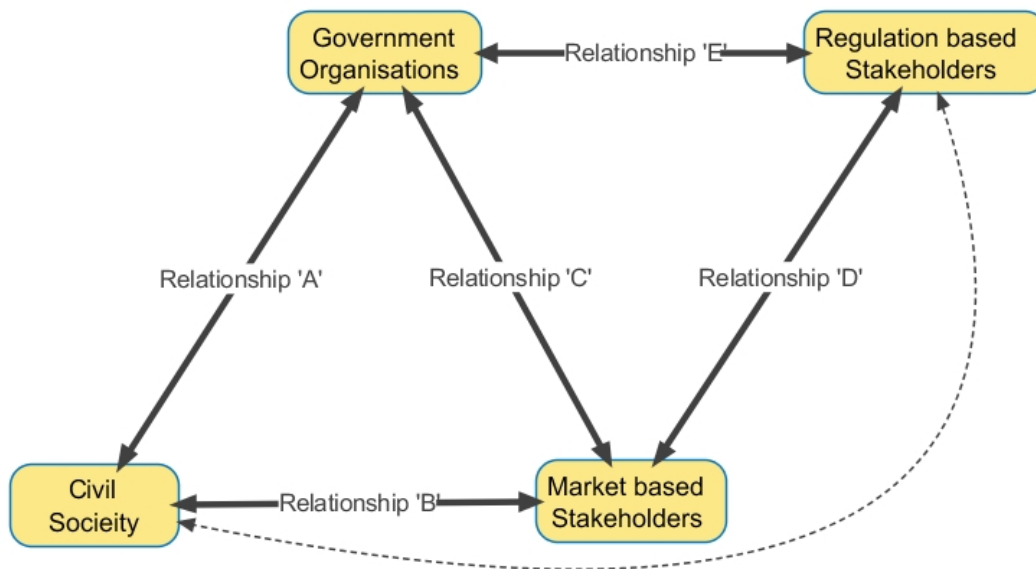 Government
Organisations
Relationship 'E'
Regulation based
Stakeholders
Relationship 'A'
Relationship 'C'
Relationship 'D'
Civil
Socieity
Relationship 'B'
Market based
Stakeholders